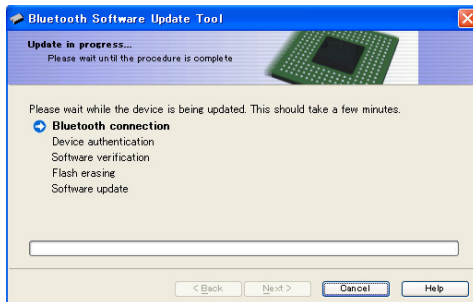 Bluetooth Software Update Tool
Update in progress...
Please wait until the procedure is complete
Please wait while the device is being updated. This should take a few minutes.
Bluetooth connection
Device authentication
Software verification
Flash erasing
Software update
< Back Next > Cancel Help